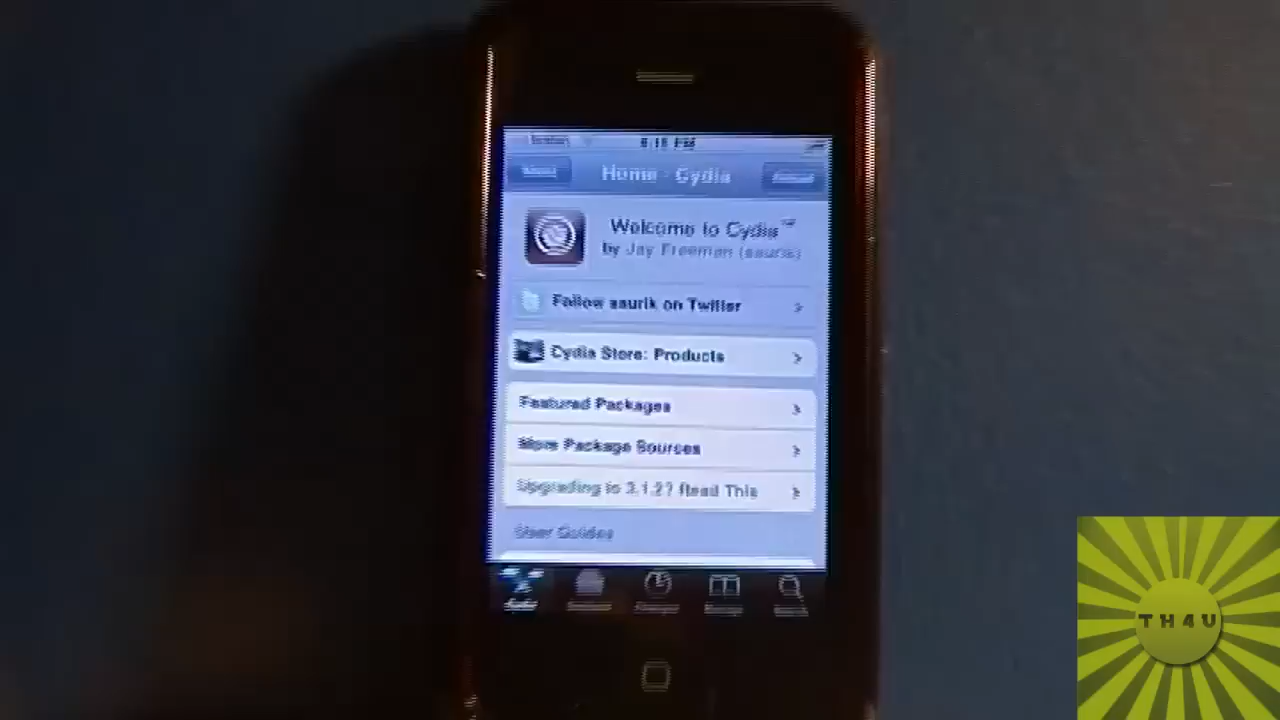 Home · Cydia
Welcome to Cydia™
by Jay Freeman (saurik)
Follow saurik on Twitter
Cydia Store: Products
Featured Packages
More Package Sources
Upgrading to 3.1.2? Read This
User Guides
Cydia
TH4U